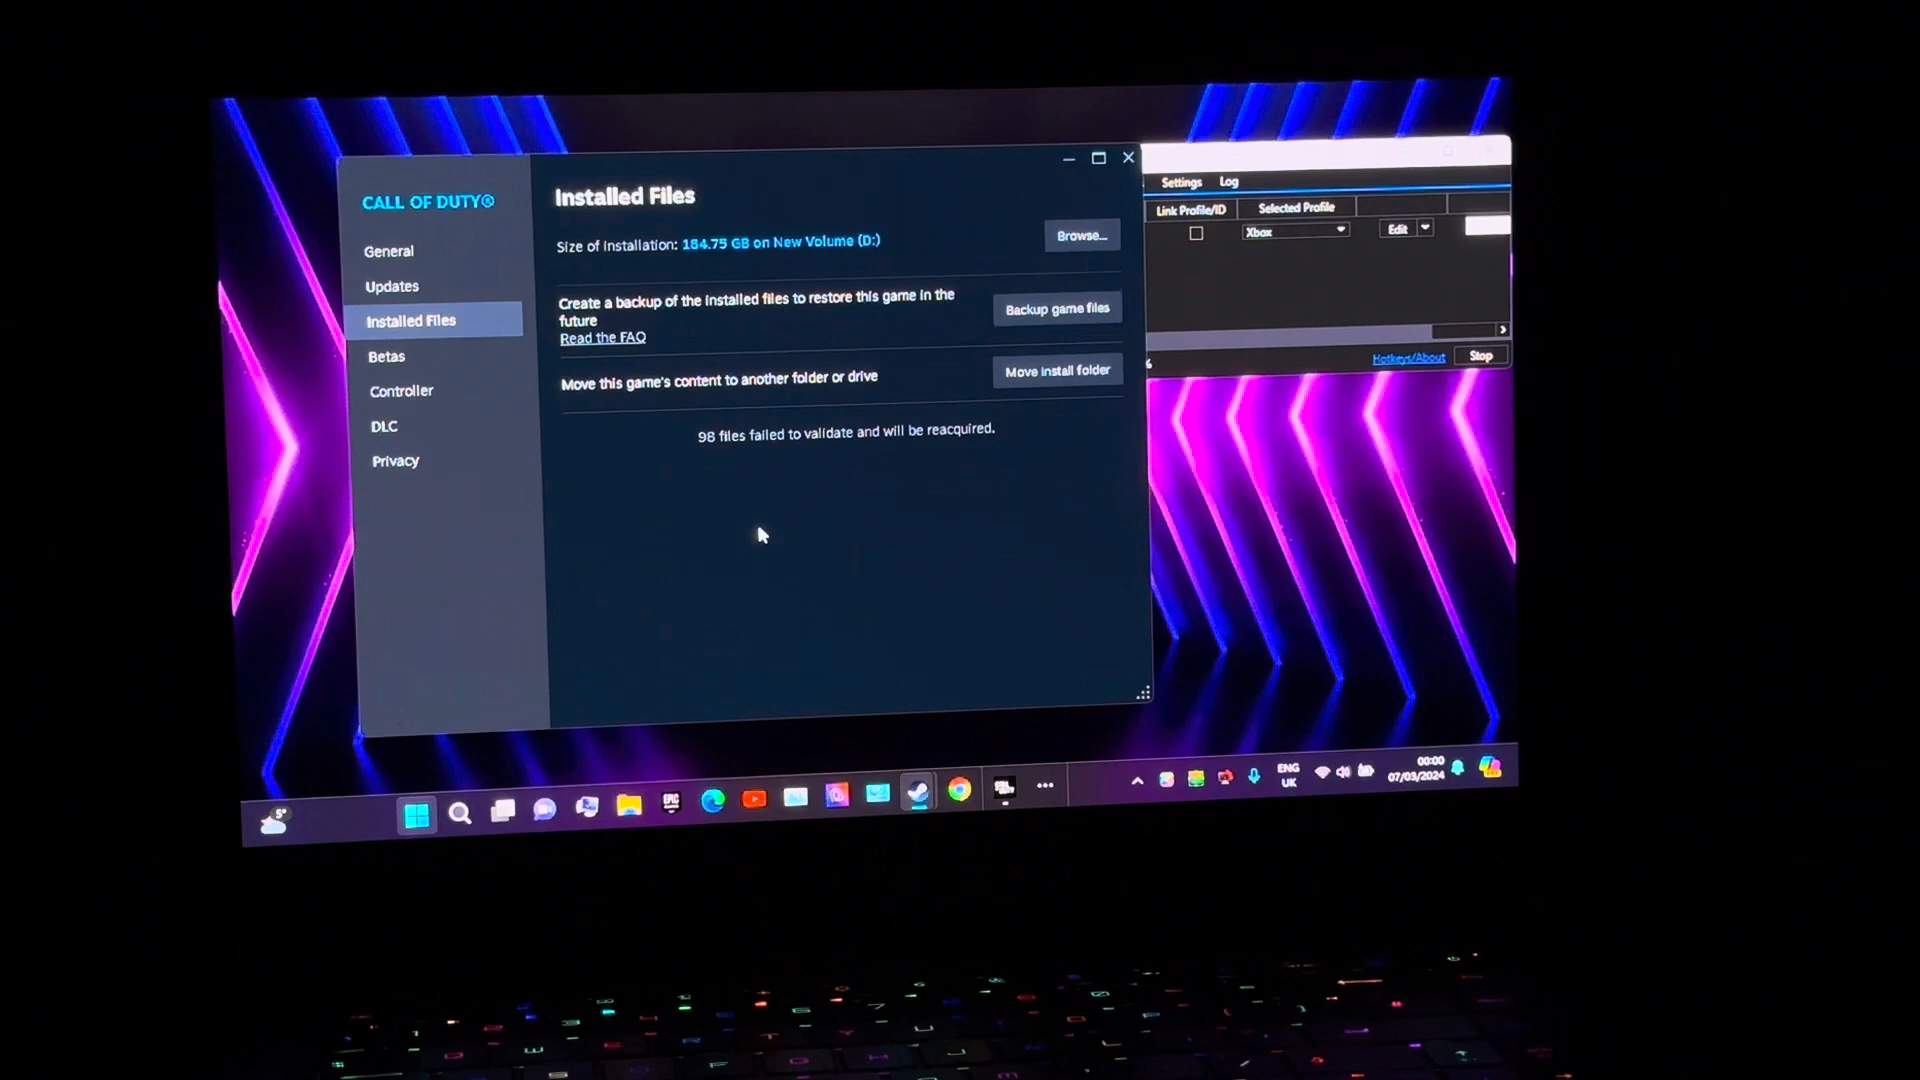 CALL OF DUTY®
General
Updates
Installed Files
Betas
Controller
DLC
Privacy
Installed Files
Size of installation: 184.75 GB on New Volume (D:)
Browse...
Create a backup of the installed files to restore this game in the
future
Read the FAQ
Backup game files
Move this game's content to another folder or drive
Move install folder
98 files failed to validate and will be reacquired.
Settings
Log
Link Profile/ID
Selected Profile
Xbox
Edit
Hotkeys/About
Stop
5°
EPIC
ENG
UK
00:00
07/03/2024